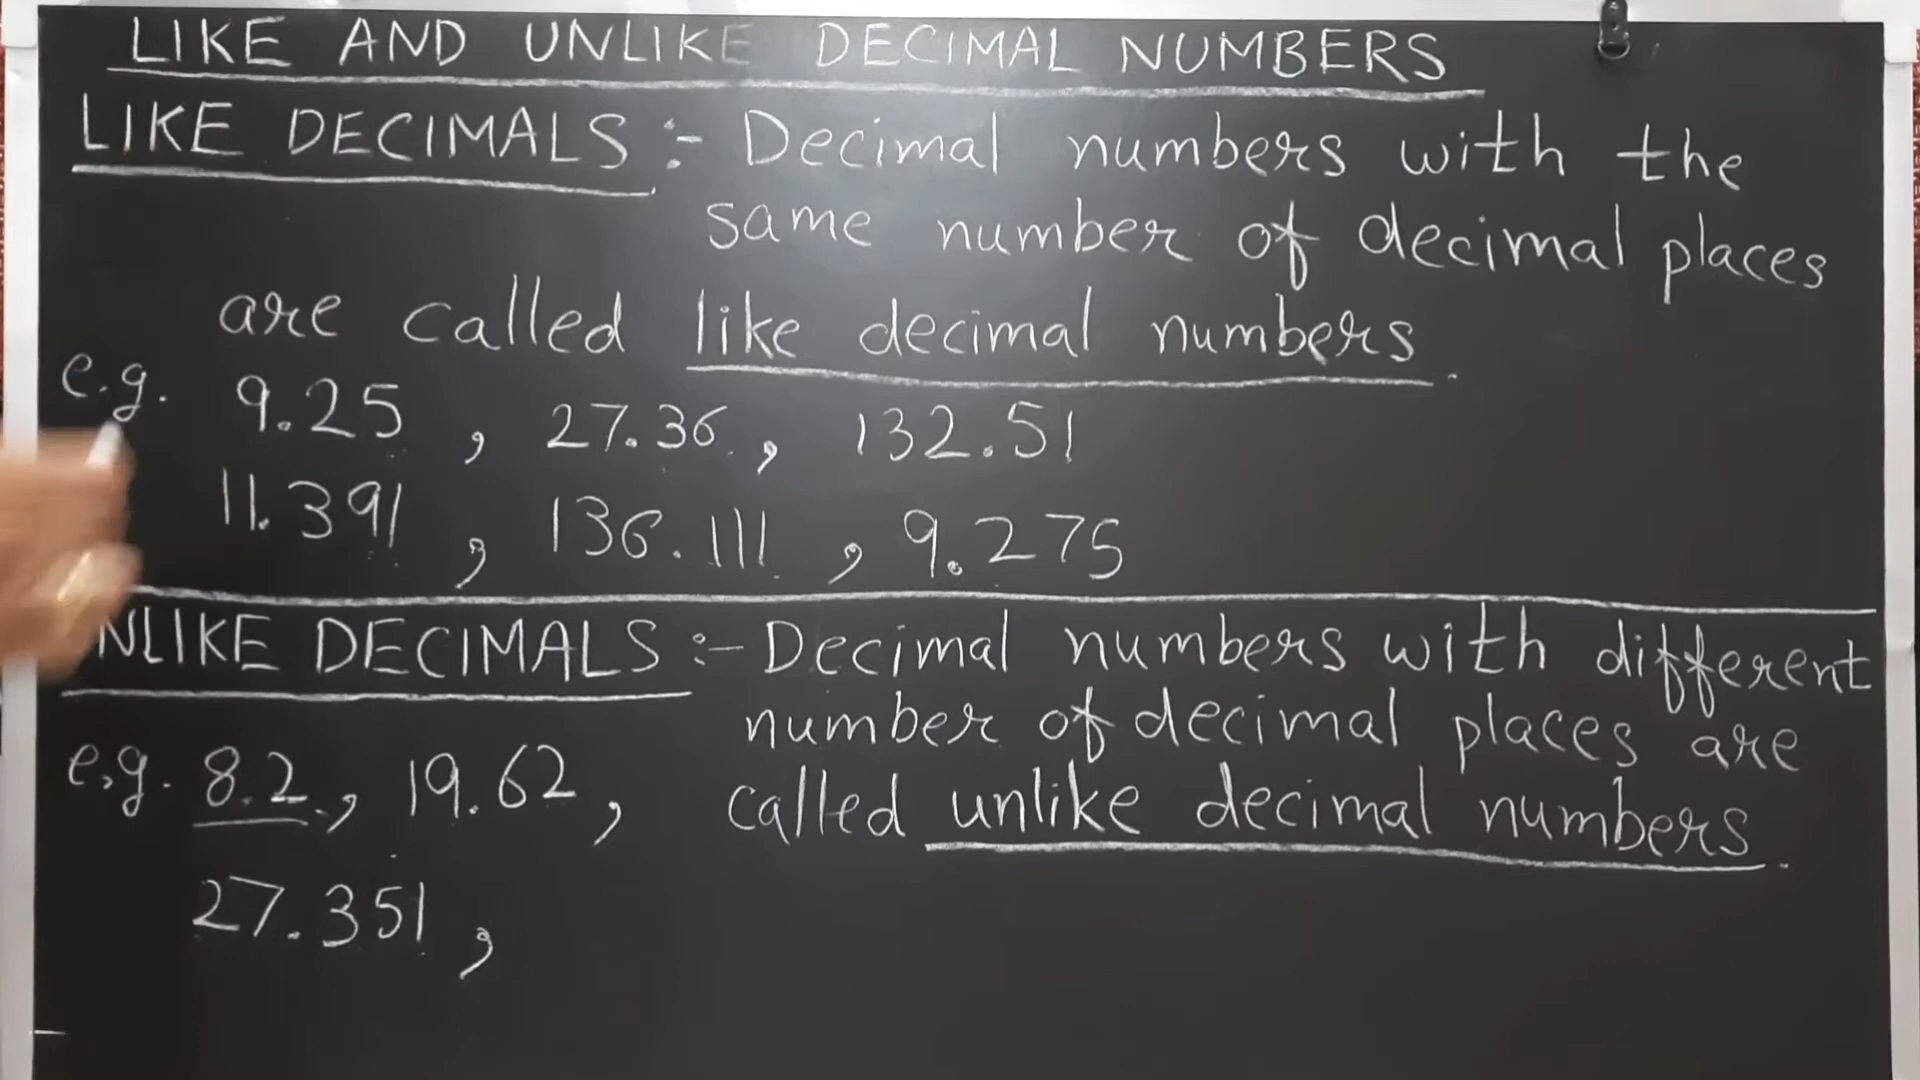 LIKE AND UNLIKE DECIMAL NUMBERS
LIKE DECIMALS :- Decimal numbers with the
same number of decimal places
are called like decimal numbers.
e.g. 9.25, 27.36, 132.51
11.391, 136.111, 9.275
NLIKE DECIMALS :- Decimal numbers with different
number of decimal places are
called unlike decimal numbers.
e.g. 8.2, 19.62,
27.351,